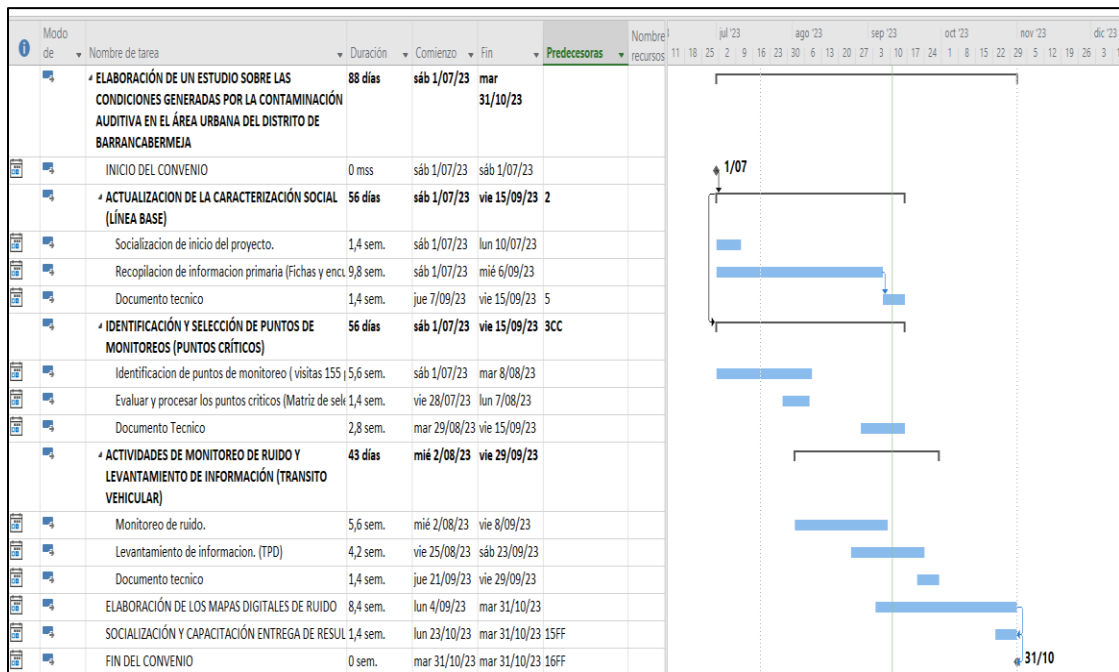 Modo de Nombre de tarea Duración Comienzo Fin Predecesoras Nombre recursos
jul '23 ago '23 sep '23 oct '23 nov '23 dic '23
11 18 25 2 9 16 23 30 6 13 20 27 3 10 17 24 1 8 15 22 29 5 12 19 26 3
ELABORACIÓN DE UN ESTUDIO SOBRE LAS 88 días sáb 1/07/23 mar
CONDICIONES GENERADAS POR LA CONTAMINACIÓN 31/10/23
AUDITIVA EN EL ÁREA URBANA DEL DISTRITO DE
BARRANCABERMEJA
INICIO DEL CONVENIO 0 mss sáb 1/07/23 sáb 1/07/23 1/07
ACTUALIZACION DE LA CARACTERIZACIÓN SOCIAL 56 días sáb 1/07/23 vie 15/09/23 2
(LÍNEA BASE)
Socializacion de inicio del proyecto. 1,4 sem. sáb 1/07/23 lun 10/07/23
Recopilacion de informacion primaria (Fichas y encu 9,8 sem. sáb 1/07/23 mié 6/09/23
Documento tecnico 1,4 sem. jue 7/09/23 vie 15/09/23 5
IDENTIFICACIÓN Y SELECCIÓN DE PUNTOS DE 56 días sáb 1/07/23 vie 15/09/23 3CC
MONITOREOS (PUNTOS CRÍTICOS)
Identificacion de puntos de monitoreo ( visitas 155 5,6 sem. sáb 1/07/23 mar 8/08/23
Evaluar y procesar los puntos criticos (Matriz de sele 1,4 sem. vie 28/07/23 lun 7/08/23
Documento Tecnico 2,8 sem. mar 29/08/23 vie 15/09/23
ACTIVIDADES DE MONITOREO DE RUIDO Y 43 días mié 2/08/23 vie 29/09/23
LEVANTAMIENTO DE INFORMACIÓN (TRANSITO
VEHICULAR)
Monitoreo de ruido. 5,6 sem. mié 2/08/23 vie 8/09/23
Levantamiento de informacion. (TPD) 4,2 sem. vie 25/08/23 sáb 23/09/23
Documento tecnico 1,4 sem. jue 21/09/23 vie 29/09/23
ELABORACIÓN DE LOS MAPAS DIGITALES DE RUIDO 8,4 sem. lun 4/09/23 mar 31/10/23
SOCIALIZACIÓN Y CAPACITACIÓN ENTREGA DE RESUL 1,4 sem. lun 23/10/23 mar 31/10/23 15FF
FIN DEL CONVENIO 0 sem. mar 31/10/23 mar 31/10/23 16FF 31/10